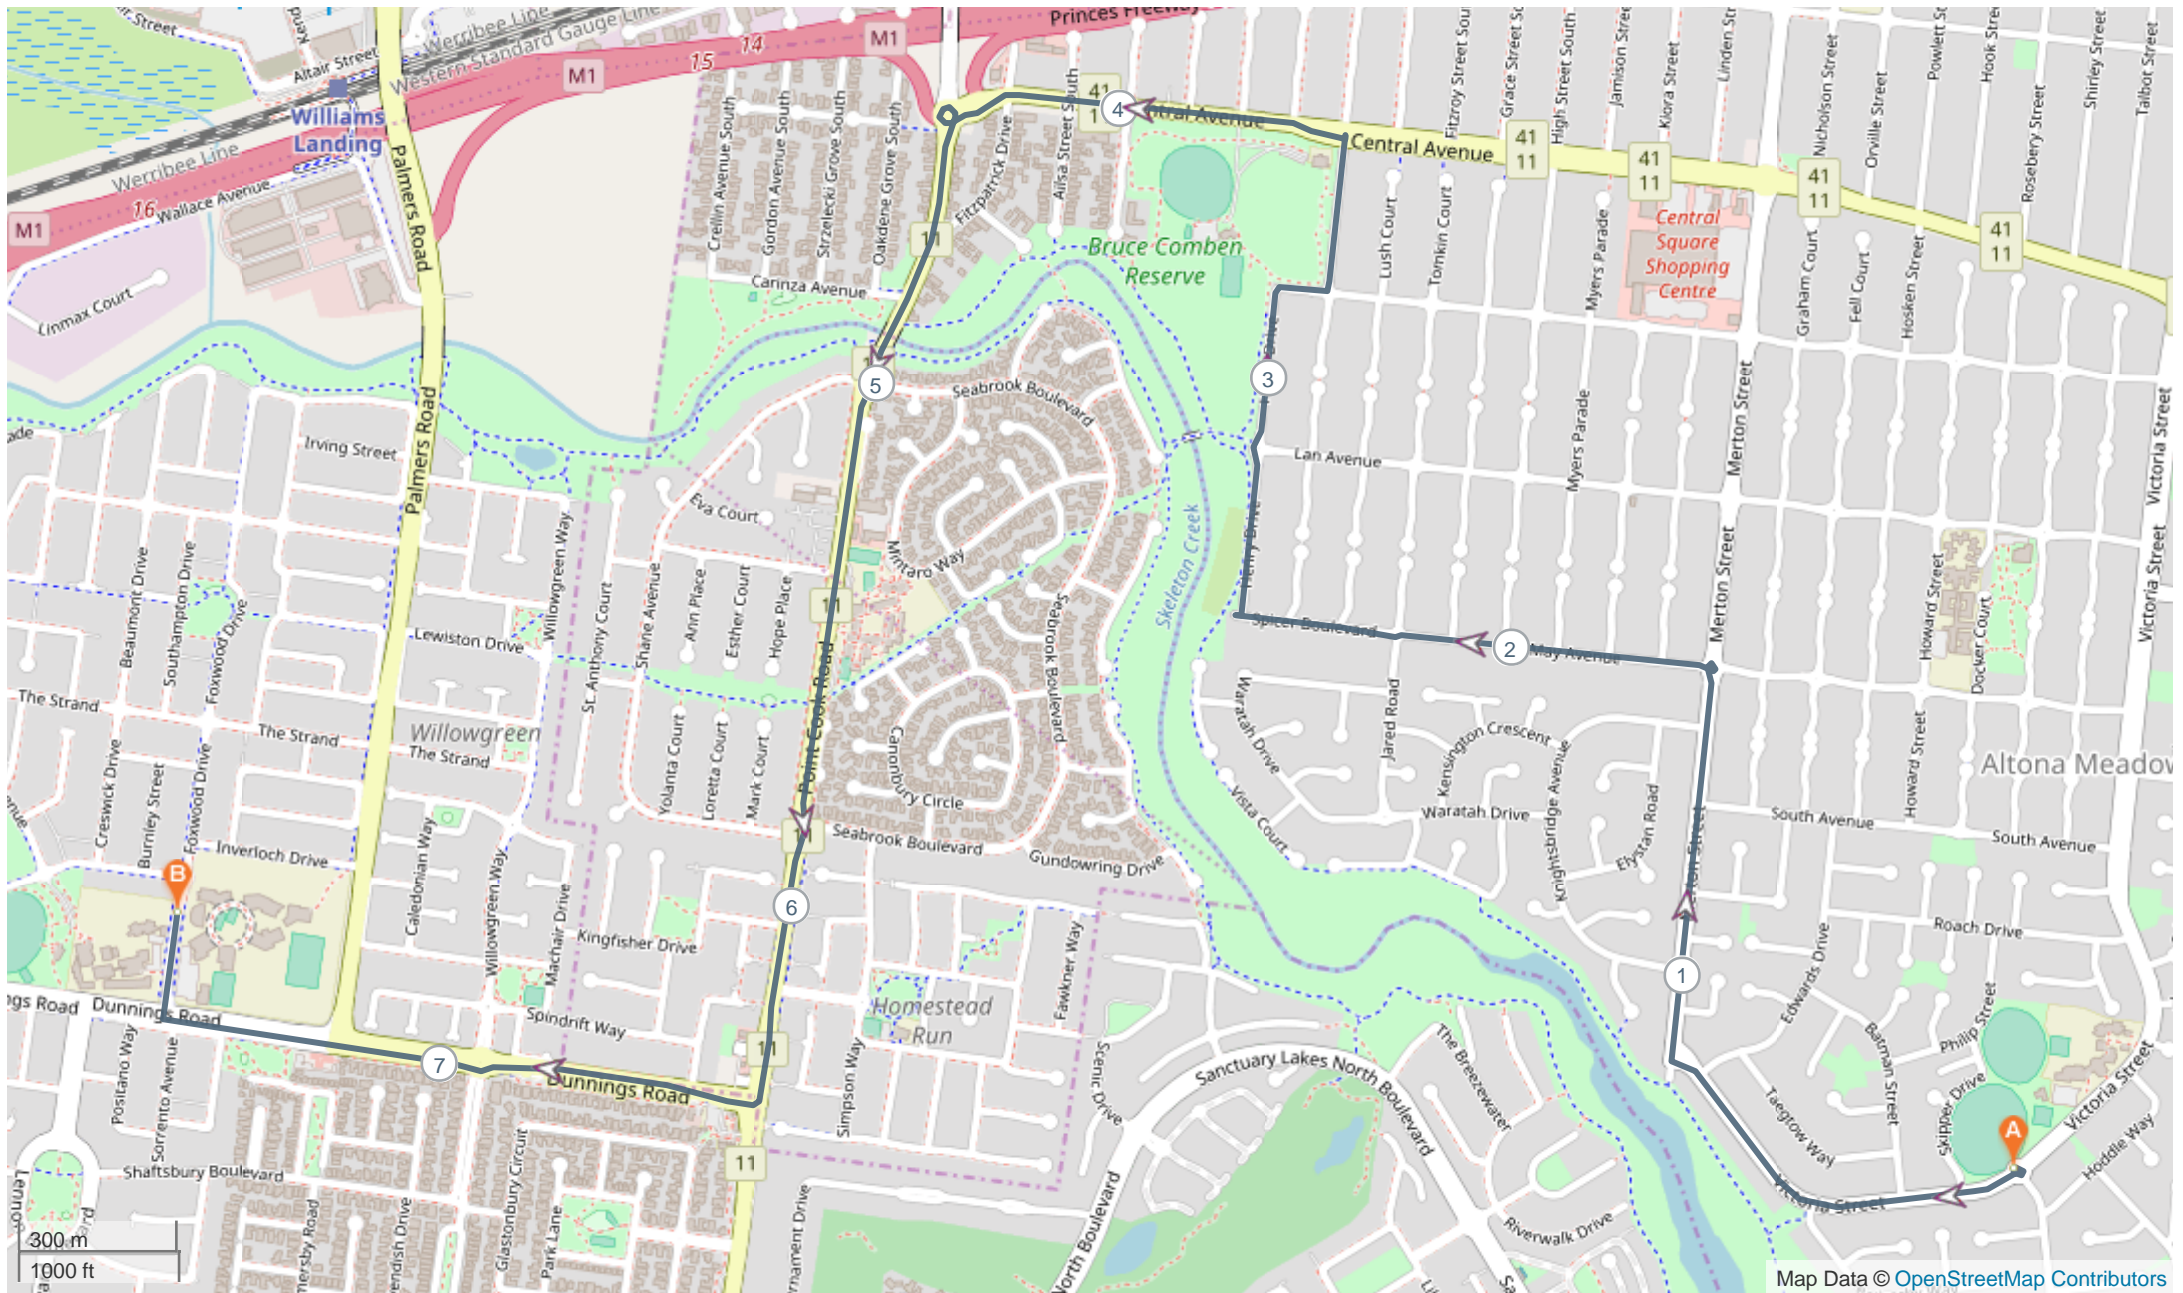 Princes Freeway
Werribee Line
Western Standard Gauge Line
Altair Street
14
15
M1
M1
Williams
Landing
Werribee Line
Wallace Avenue
16
M1
Linmax Court
Palmers Road
Palmers Road
Crellin Avenue South
Gordon Avenue South
Strzelecki Grove South
Oakdene Grove South
Carinza Avenue
Fitzpatrick Drive
Ailsa Street South
11
4
Central Avenue
41
11
41
11
41
11
41
11
Grace Street
High Street South
Jamison Street
Kiora Street
Linden
Nicholson Street
Orville Street
Powlett St
Hook Street
Rosebery Street
Shirley Street
Talbot Street
Bruce Comben
Reserve
Lush Court
Tomkin Court
Myers Parade
Central
Square
Shopping
Centre
Graham Court
Fell Court
Hosken Street
Drive
3
5
Seabrook Boulevard
Irving Street
Lan Avenue
Myers Parade
Merton Street
Victoria Street
Victoria Street
Eva Court
Mintaro Way
Skeleton Creek
Henry Drive
Merton Street
Howard Street
Docker Court
Victoria Street
Beaumont Drive
Southampton Drive
Foxwood Drive
Willowgreen Way
Lewiston Drive
St. Anthony Court
Shane Avenue
Ann Place
Esther Court
Hope Place
11
Seabrook Boulevard
Spicer Boulevard
2
May Avenue
The Strand
The Strand
The Strand
Willowgreen
Yolanta Court
Loretta Court
Mark Court
Point Cook Road
Canonbury Circle
Waratah Drive
Jared Road
Kensington Crescent
Knightsbridge Avenue
Waratah Drive
Elystan Road
Howard Street
Altona Meadow
Creswick Drive
Burnley Street
Foxwood Drive
Inverloch Drive
Seabrook Boulevard
Gundowring Drive
Vista Court
South Avenue
South Avenue
B
Caledonian Way
Willowgreen Way
Machair Drive
Kingfisher Drive
6
Fawkner Way
1
Edwards Drive
Roach Drive
Dunnings Road
Spindrift Way
Homestead
Run
Simpson Way
11
Scenic Drive
Sanctuary Lakes North Boulevard
The Breezewater
Batman Street
Philip Street
Skipper Drive
Victoria Street
Positano Way
Sorrento Avenue
7
Dunnings Road
Taegrow Way
A
Hoddle Way
Shaftsbury Boulevard
Glastonbury Circuit
Park Lane
11
North Boulevard
Victoria Street
Riverwalk Drive
300 m
1000 ft
Map Data © OpenStreetMap Contributors